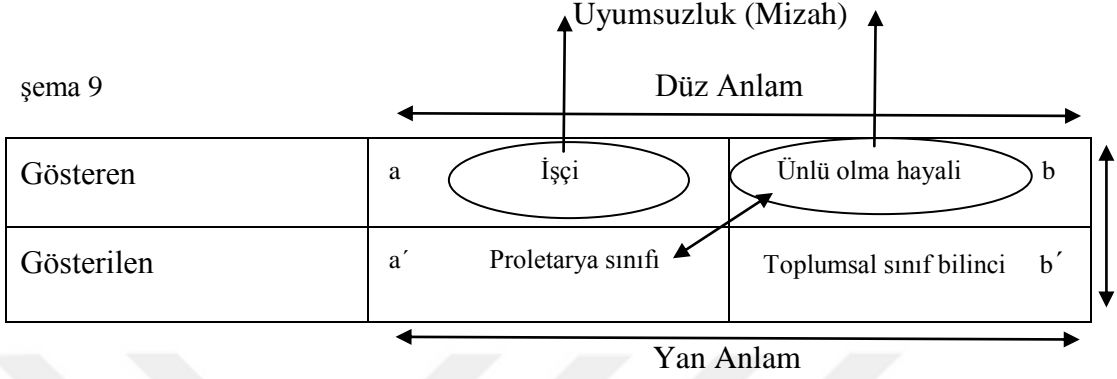 Uyumsuzluk (Mizah)
şema 9
Düz Anlam
Gösteren a İşçi Ünlü olma hayali b
Gösterilen a´ Proletarya sınıfı Toplumsal sınıf bilinci b´
Yan Anlam